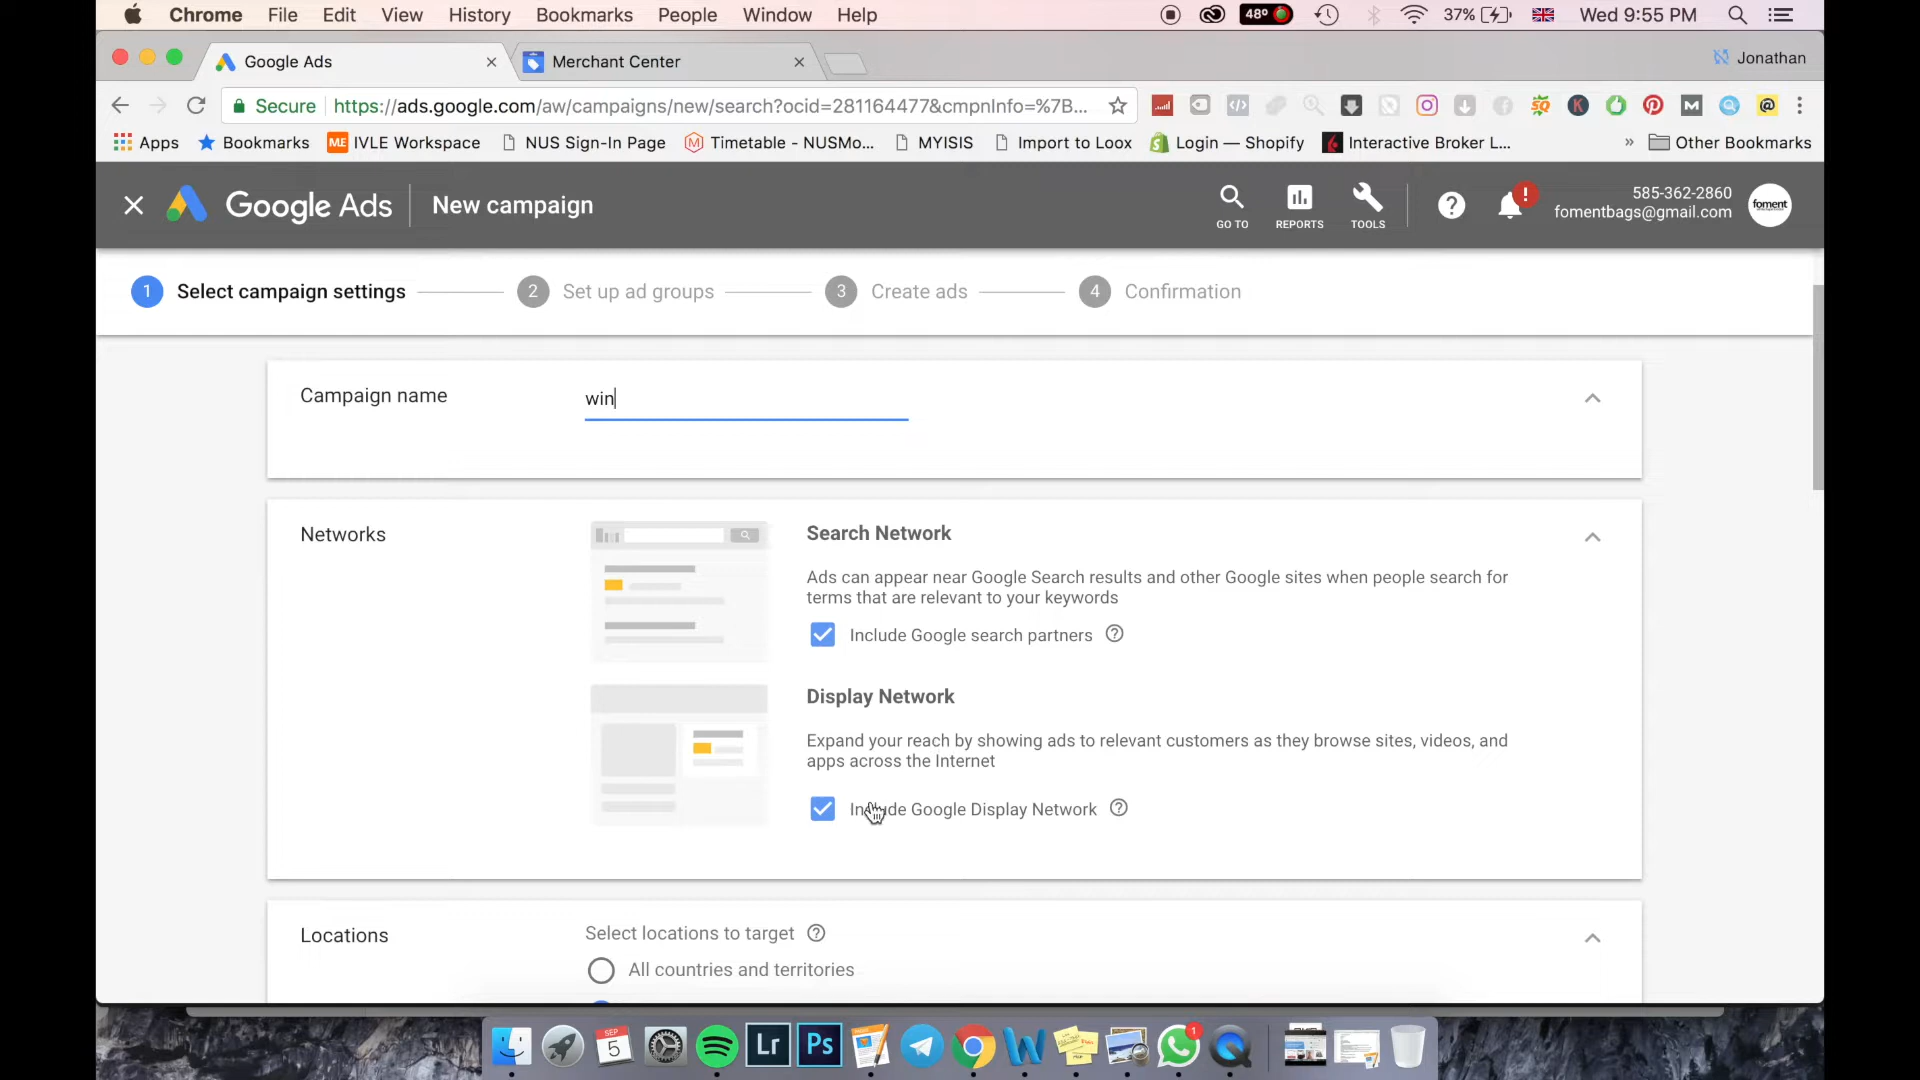 Chrome File Edit View History Bookmarks People Window Help 48° 37% Wed 9:55 PM
Google Ads Merchant Center Jonathan
Secure https://ads.google.com/aw/campaigns/new/search?ocid=281164477&cmpnInfo=%7B...
Apps Bookmarks IVLE Workspace NUS Sign-In Page Timetable - NUSMo... MYISIS Import to Loox Login — Shopify Interactive Broker L... » Other Bookmarks
Google Ads New campaign GO TO REPORTS TOOLS 585-362-2860
fomentbags@gmail.com foment
1 Select campaign settings 2 Set up ad groups 3 Create ads 4 Confirmation
Campaign name win
Networks Search Network
Ads can appear near Google Search results and other Google sites when people search for
terms that are relevant to your keywords
Include Google search partners
Display Network
Expand your reach by showing ads to relevant customers as they browse sites, videos, and
apps across the Internet
Include Google Display Network
Locations Select locations to target
All countries and territories
SEP
5 Lr Ps 1